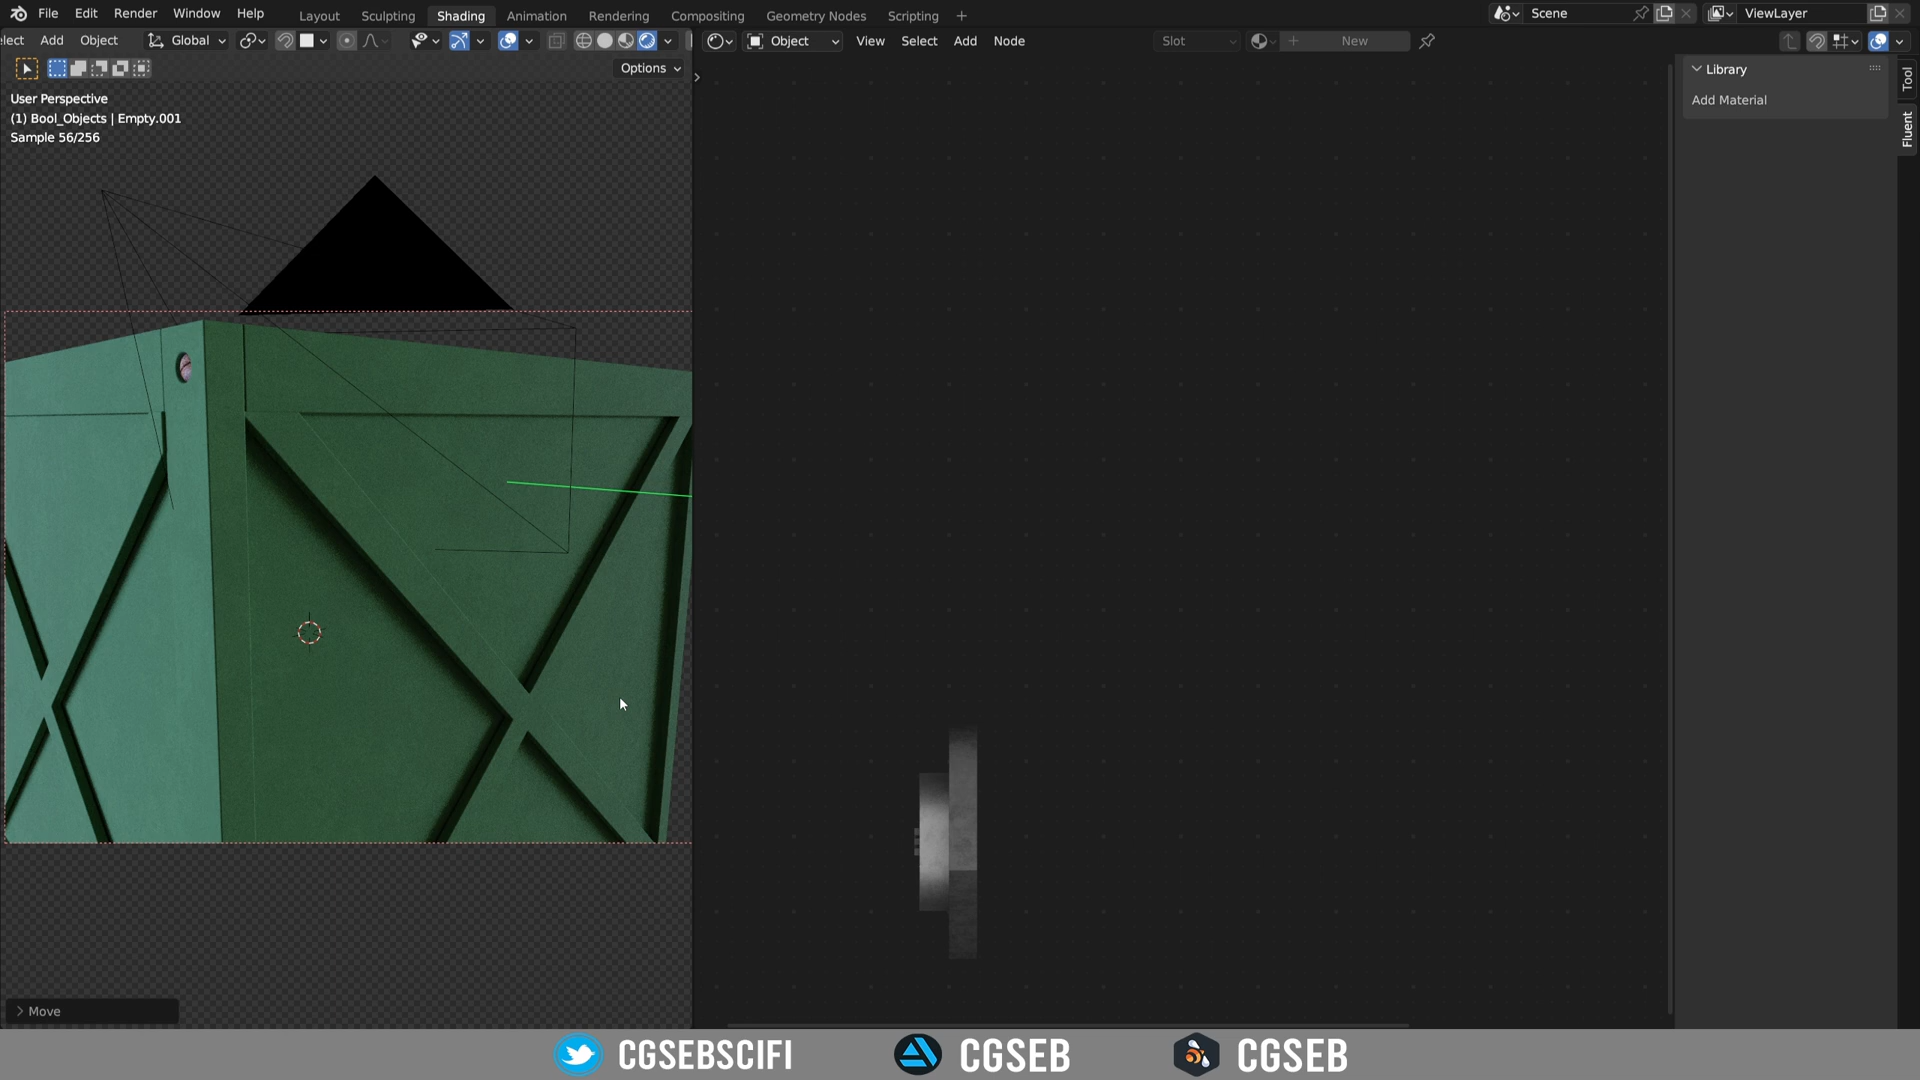 File Edit Render Window Help Layout Sculpting Shading Animation Rendering Compositing Geometry Nodes Scripting Scene ViewLayer
lect Add Object Global Object View Select Add Node Slot New
Options
User Perspective
(1) Bool_Objects | Empty.001
Sample 56/256
Library
Add Material
Tool
Fluent
Move
CGSEBSCIFI CGSEB CGSEB